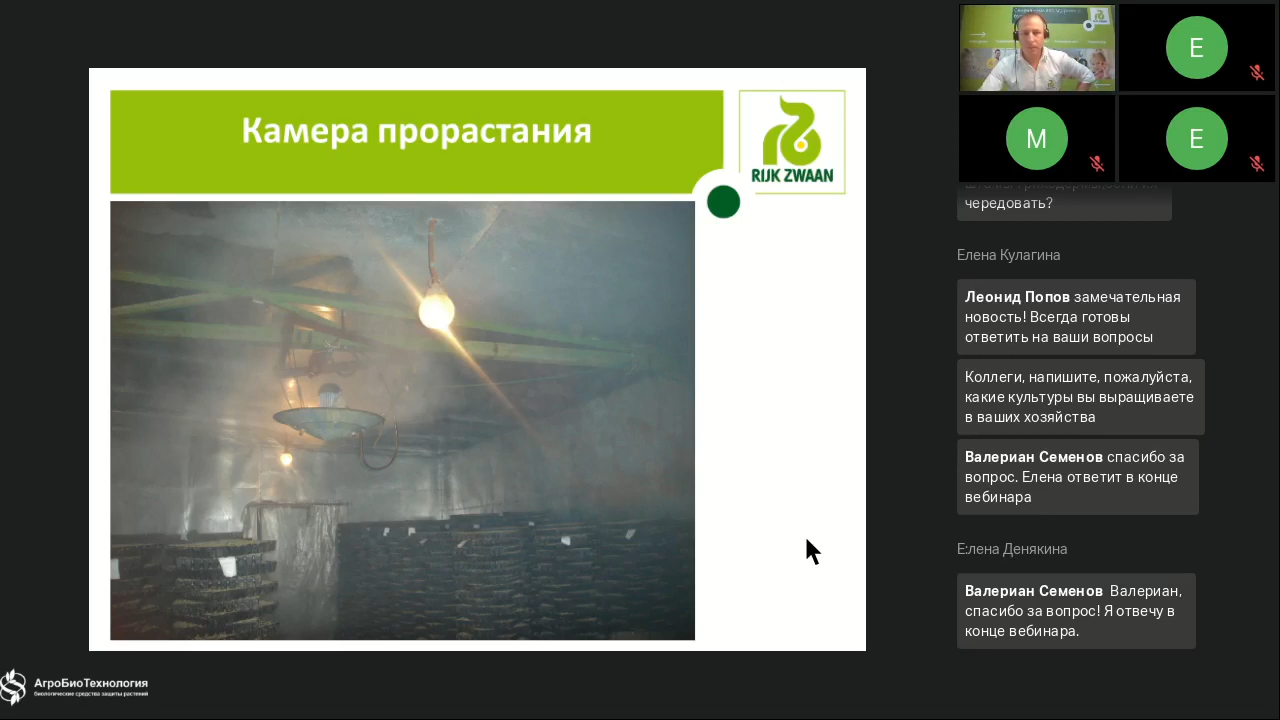 Камера прорастания
RIJK ZWAAN
E
M
E
чередовать?
Елена Кулагина
Леонид Попов замечательная
новость! Всегда готовы
ответить на ваши вопросы
Коллеги, напишите, пожалуйста,
какие культуры вы выращиваете
в ваших хозяйства
Валериан Семенов спасибо за
вопрос. Елена ответит в конце
вебинара
Елена Денякина
Валериан Семенов Валериан,
спасибо за вопрос! Я отвечу в
конце вебинара.
АгроБиоТехнология
биологические средства защиты растений